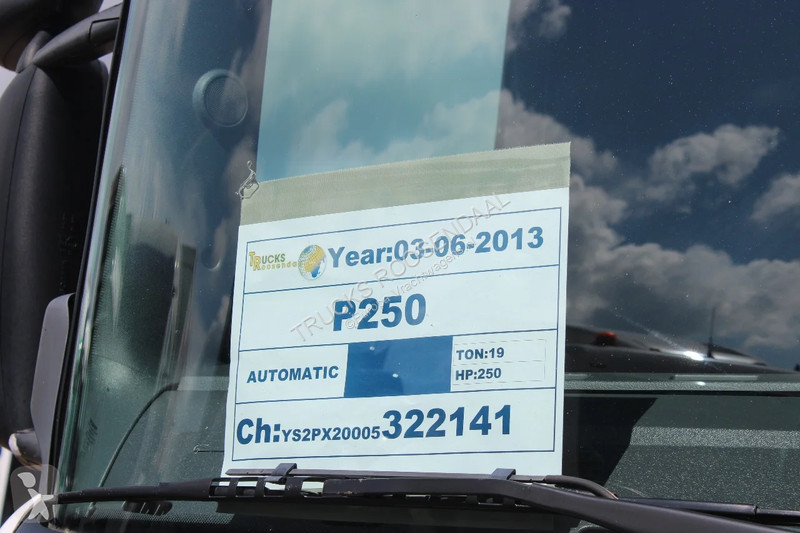 TRUCKS
Roosendaal
Year:03-06-2013
P250
AUTOMATIC
TON:19
HP:250
Ch:YS2PX20005322141
TRUCKS ROOSENDAAL